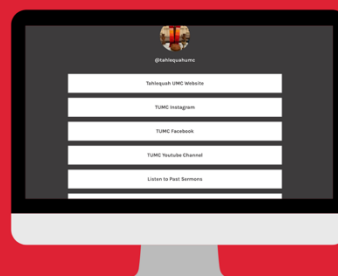 @tahlequahumc
Tahlequah UMC Website
TUMC Instagram
TUMC Facebook
TUMC Youtube Channel
Listen to Past Sermons